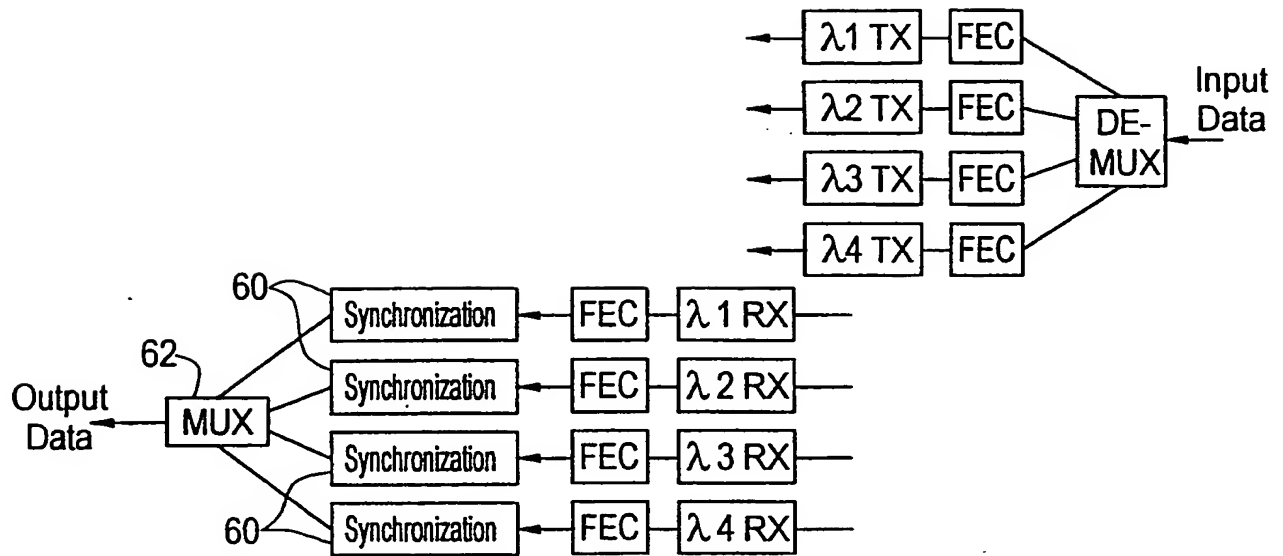 λ1 TX FEC
λ2 TX FEC
λ3 TX FEC
λ4 TX FEC
DE-
MUX
Input
Data
60
Synchronization FEC λ 1 RX
62
Synchronization FEC λ 2 RX
Output
Data
MUX
Synchronization FEC λ 3 RX
60
Synchronization FEC λ 4 RX